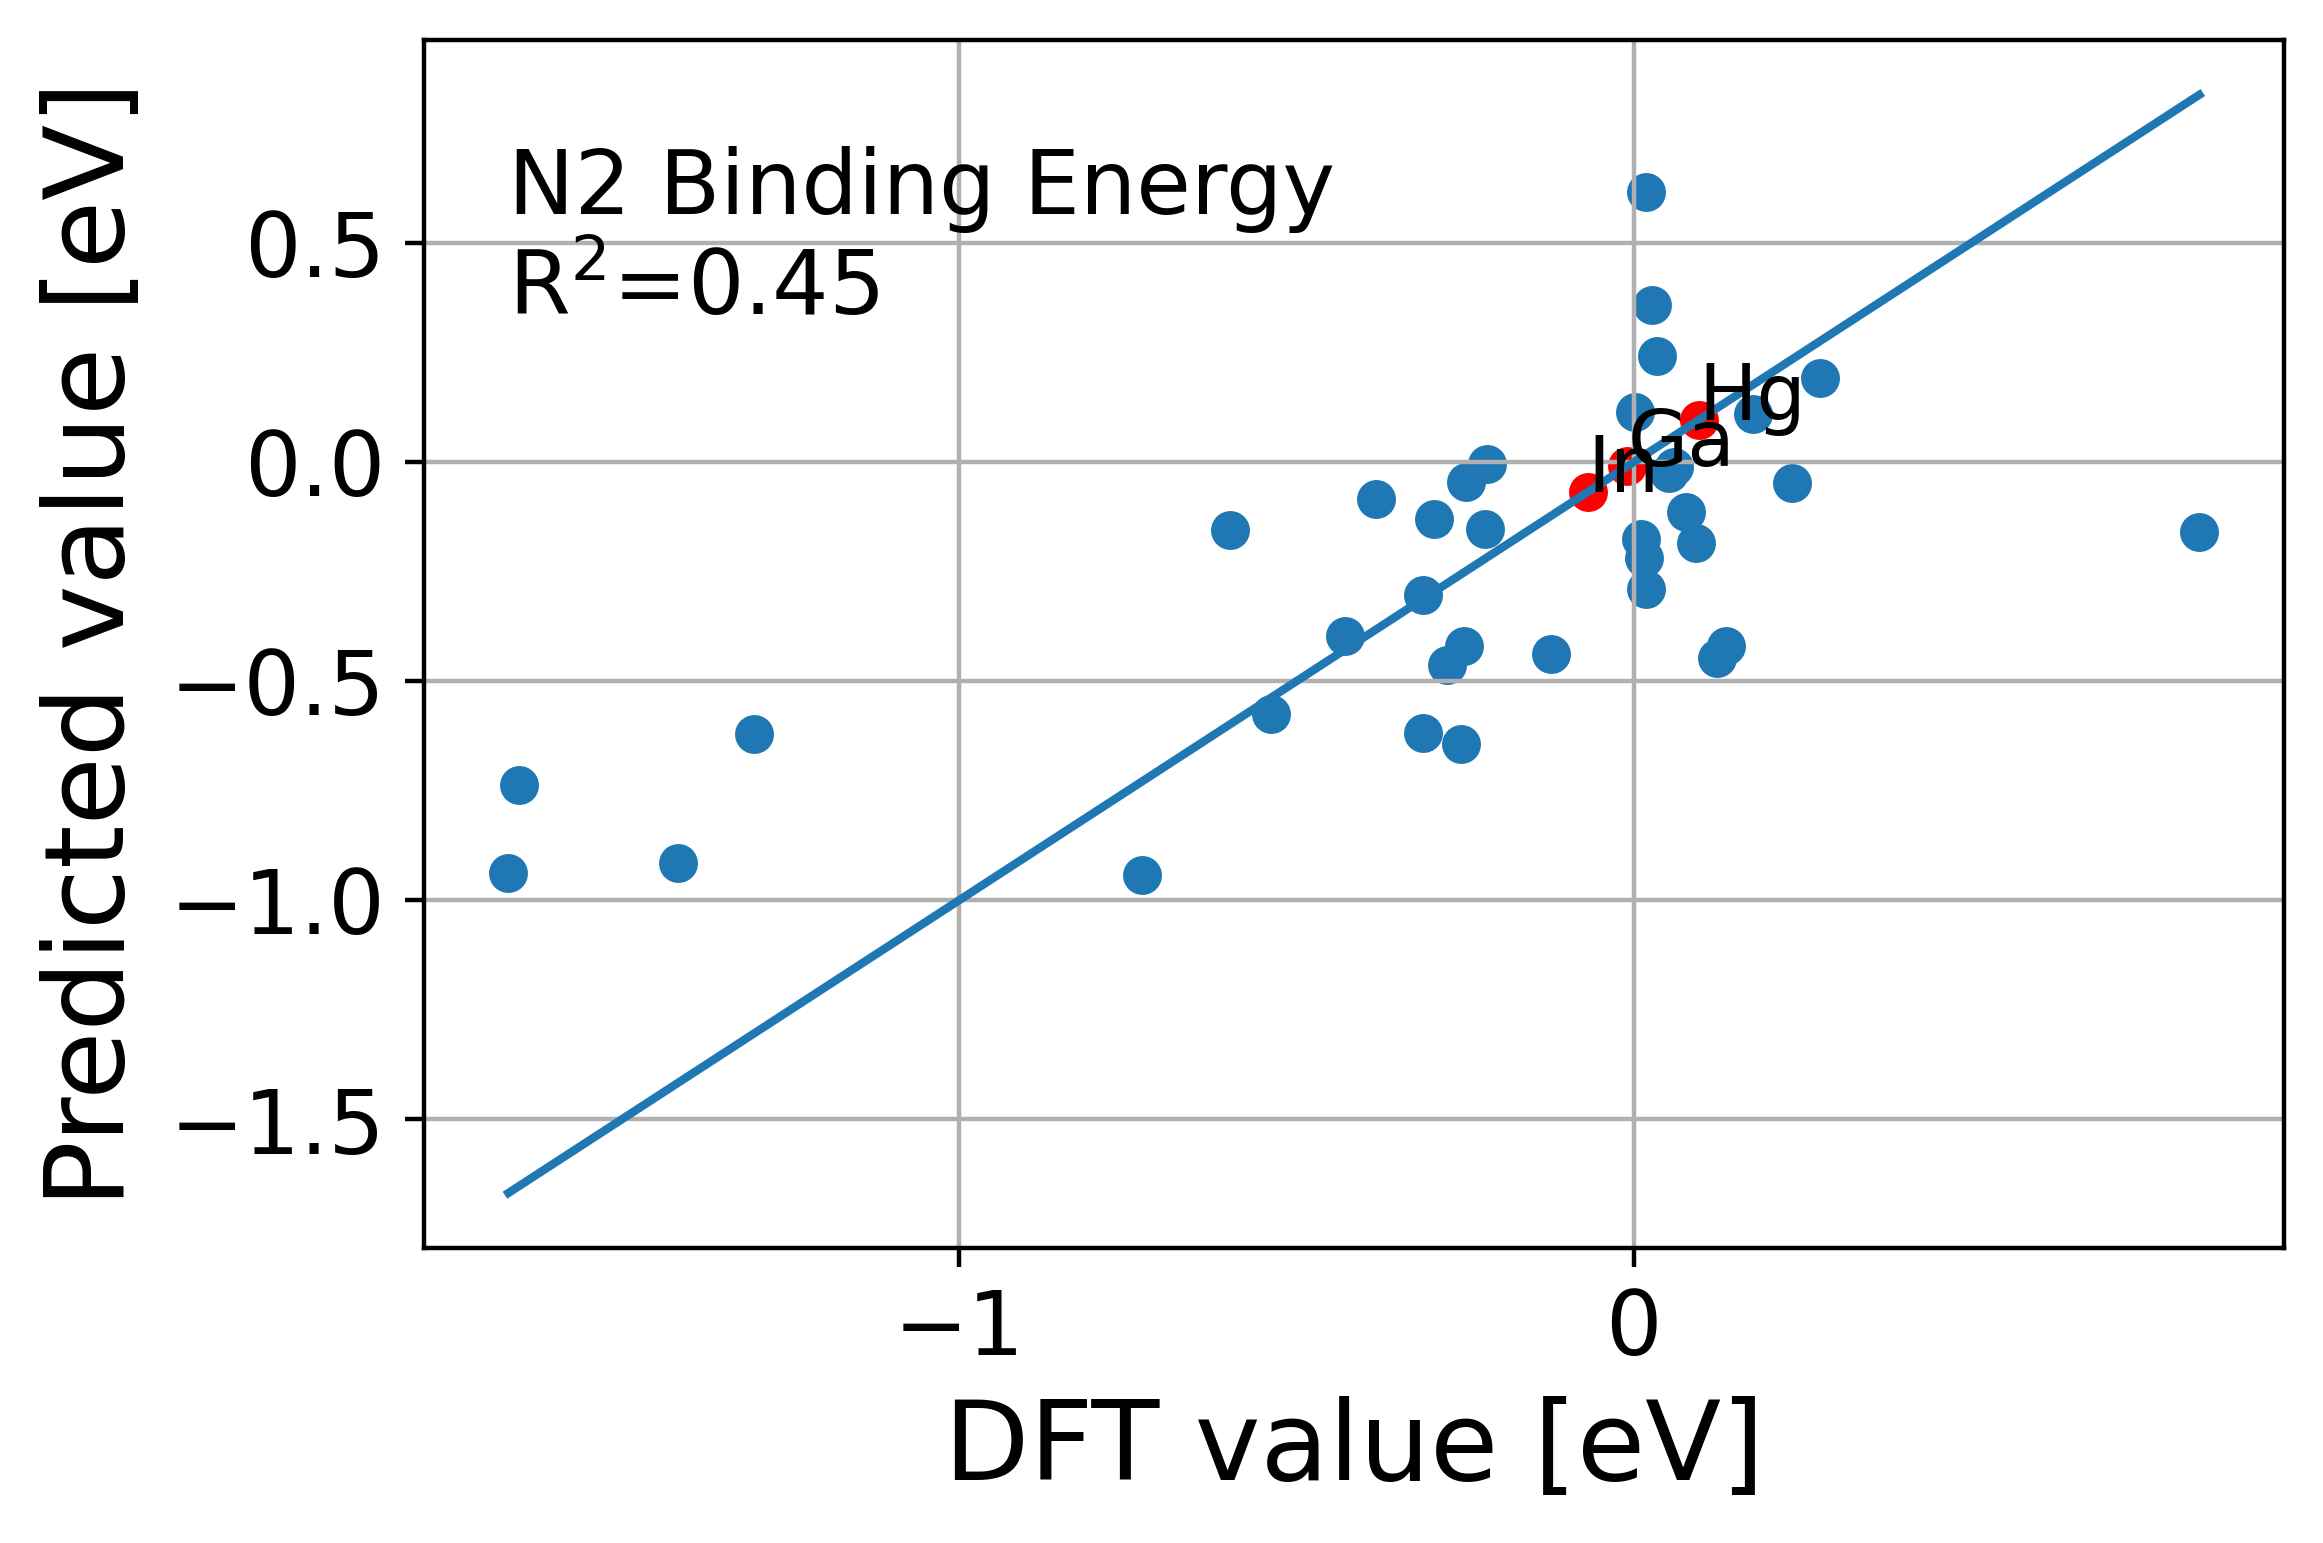 N2 Binding Energy
R²=0.45
Predicted value [eV]
0.5
0.0
−0.5
−1.0
−1.5
Hg
Ga
In
−1
0
DFT value [eV]